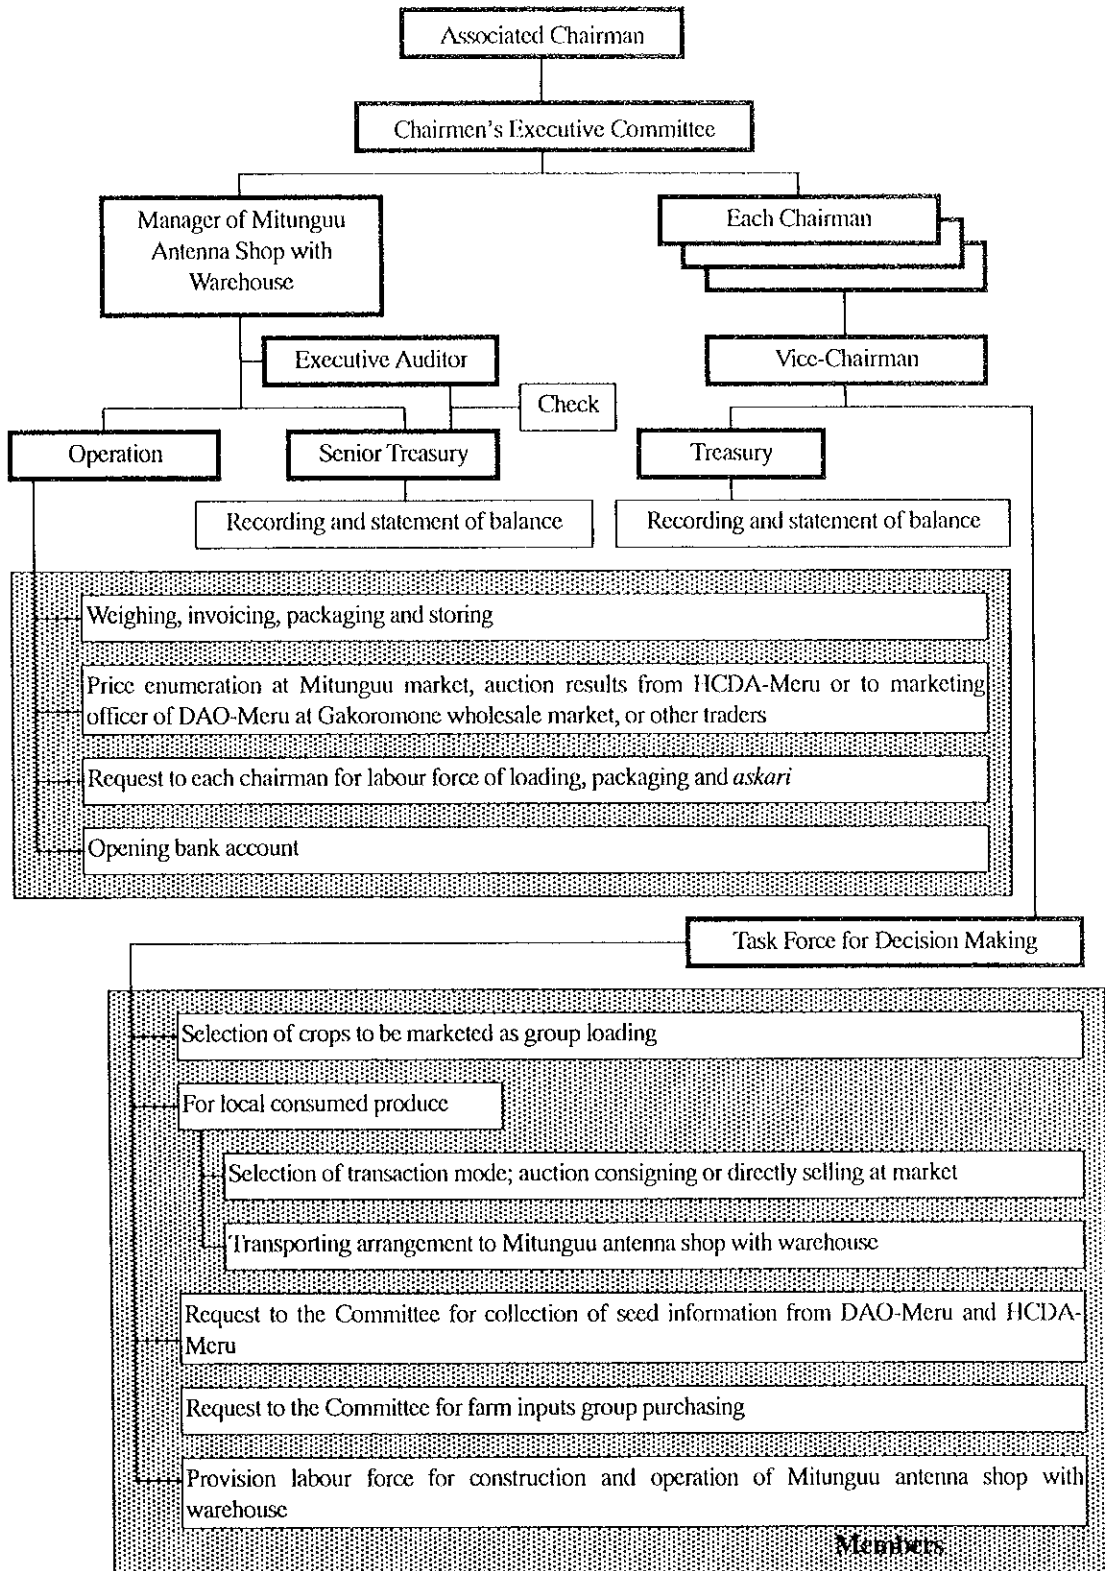 Associated Chairman
Chairmen's Executive Committee
Manager of Mitunguu
Antenna Shop with
Warehouse
Each Chairman
Executive Auditor
Vice-Chairman
Check
Operation
Senior Treasury
Treasury
Recording and statement of balance
Recording and statement of balance
Weighing, invoicing, packaging and storing
Price enumeration at Mitunguu market, auction results from HCDA-Meru or to marketing
officer of DAO-Meru at Gakoromone wholesale market, or other traders
Request to each chairman for labour force of loading, packaging and askari
Opening bank account
Task Force for Decision Making
Selection of crops to be marketed as group loading
For local consumed produce
Selection of transaction mode; auction consigning or directly selling at market
Transporting arrangement to Mitunguu antenna shop with warehouse
Request to the Committee for collection of seed information from DAO-Meru and HCDA-
Meru
Request to the Committee for farm inputs group purchasing
Provision labour force for construction and operation of Mitunguu antenna shop with
warehouse
Members